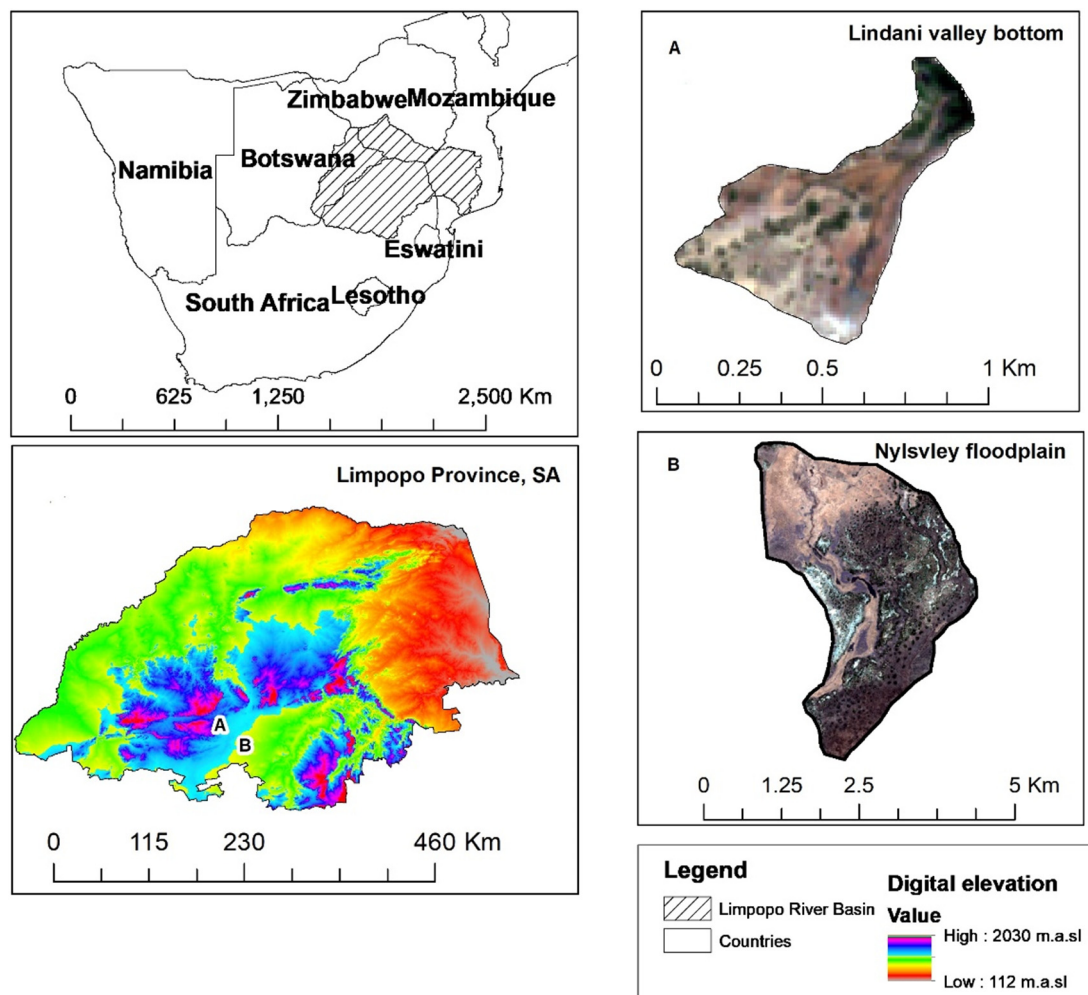 Zimbabwe
Mozambique
Namibia
Botswana
Eswatini
South Africa
Lesotho
0 625 1,250 2,500 Km
A
Lindani valley bottom
0 0.25 0.5 1 Km
Limpopo Province, SA
A
B
0 115 230 460 Km
B
Nylsvley floodplain
0 1.25 2.5 5 Km
Legend
Limpopo River Basin
Countries
Digital elevation
Value
High : 2030 m.a.sl
Low : 112 m.a.sl